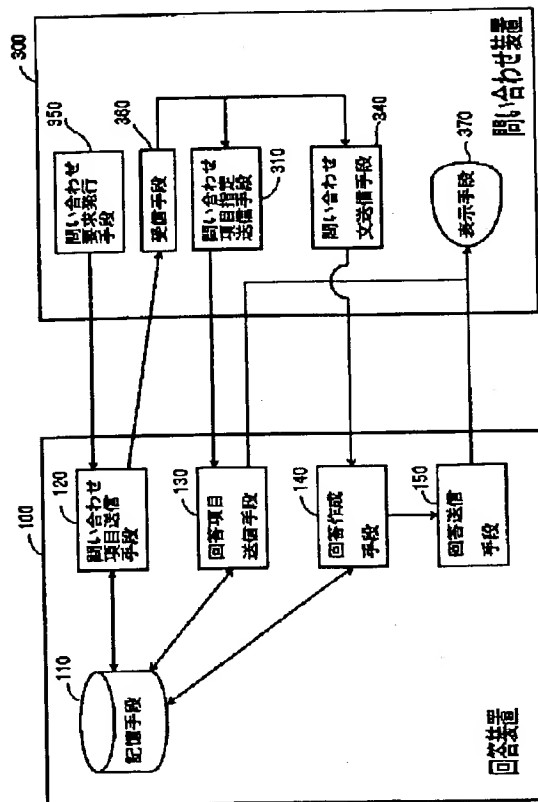 100
110
記憶手段
120
問い合わせ
項目送信
手段
130
回答項目
送信手段
140
回答作成
手段
150
回答送信
手段
回答装置
300
350
問い合わせ
要求発行
手段
360
受信手段
問い合わせ
項目指定
送信手段
310
問い合わせ
文送信手段
340
370
表示手段
問い合わせ装置